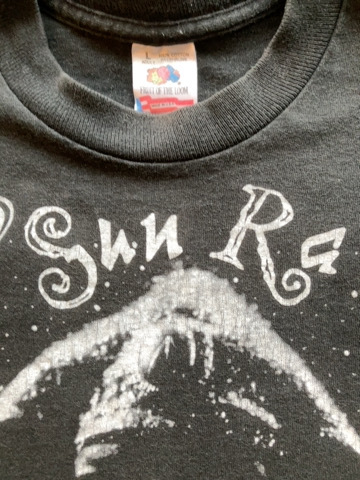 L
FRUIT OF THE LOOM
Sun Ra